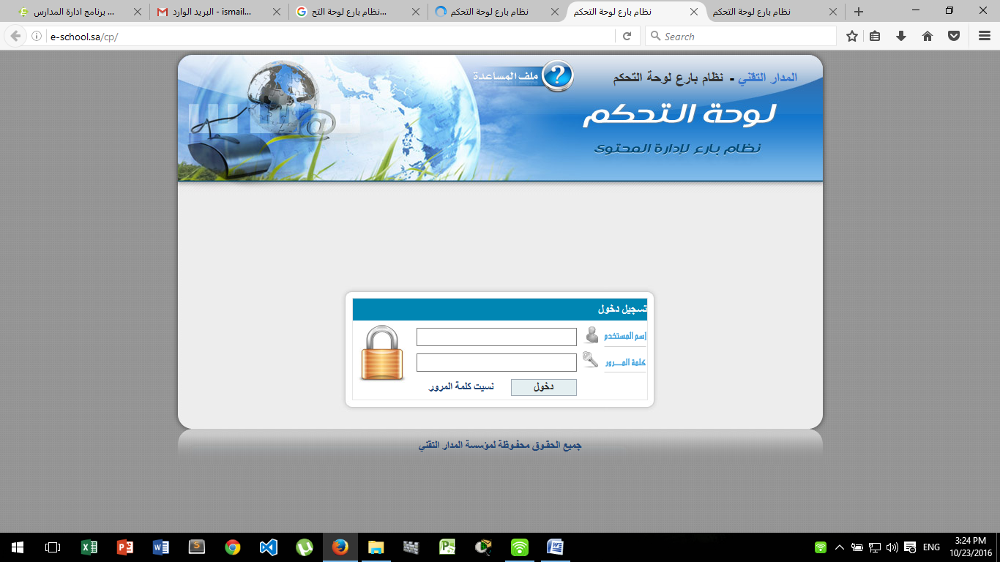 برنامج ادارة المدارس ...
البريد الوارد - ismail...
نظام بارع لوحة التح...
نظام بارع لوحة التحكم
نظام بارع لوحة التحكم
نظام بارع لوحة التحكم
e-school.sa/cp/
Search
المدار التقني - نظام بارع لوحة التحكم
ملف المساعدة
لوحة التحكم
نظام بارع لإدارة المحتوى
تسجيل دخول
إسم المستخدم
كلمة المـــرور
دخول
نسيت كلمة المرور
جميع الحقـوق محفـوظة لمؤسسة المدار التقني
ENG
3:24 PM
10/23/2016